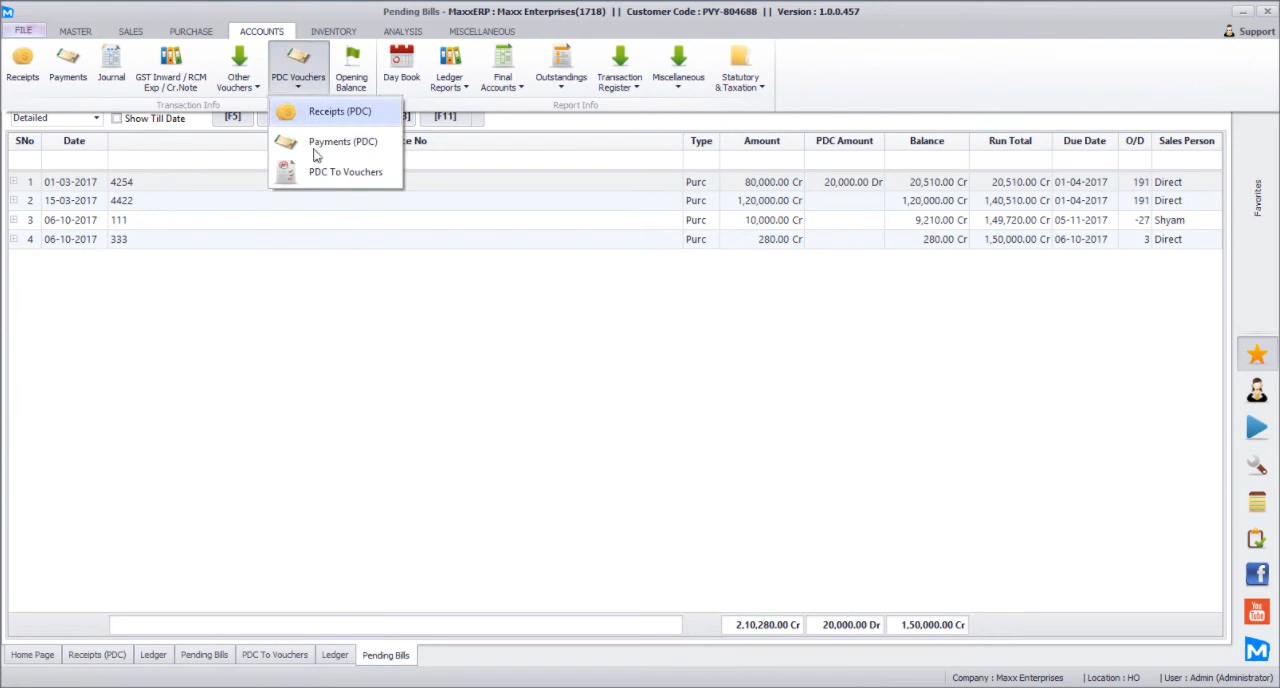 Pending Bills - MaxxERP : Maxx Enterprises(1718) || Customer Code : PVY-804688 || Version : 1.0.0.457
FILE MASTER SALES PURCHASE ACCOUNTS INVENTORY ANALYSIS MISCELLANEOUS Support
Receipts Payments Journal GST Inward / RCM Exp / Cr.Note Other Vouchers PDC Vouchers Opening Balance Day Book Ledger Reports Final Accounts Outstandings Transaction Register Miscellaneous Statutory & Taxation
Transaction Info Report Info
Receipts (PDC)
Payments (PDC)
PDC To Vouchers
Detailed Show Till Date [F5] 3] [F11]
SNo Date ce No Type Amount PDC Amount Balance Run Total Due Date O/D Sales Person
1 01-03-2017 4254 Purc 80,000.00 Cr 20,000.00 Dr 20,510.00 Cr 20,510.00 Cr 01-04-2017 191 Direct
2 15-03-2017 4422 Purc 1,20,000.00 Cr 1,20,000.00 Cr 1,40,510.00 Cr 01-04-2017 191 Direct
3 06-10-2017 111 Purc 10,000.00 Cr 9,210.00 Cr 1,49,720.00 Cr 05-11-2017 -27 Shyam
4 06-10-2017 333 Purc 280.00 Cr 280.00 Cr 1,50,000.00 Cr 06-10-2017 3 Direct
Favorites
You Tube
2,10,280.00 Cr 20,000.00 Dr 1,50,000.00 Cr
Home Page Receipts (PDC) Ledger Pending Bills PDC To Vouchers Ledger Pending Bills
Company : Maxx Enterprises | Location : HO | User : Admin (Administrator)